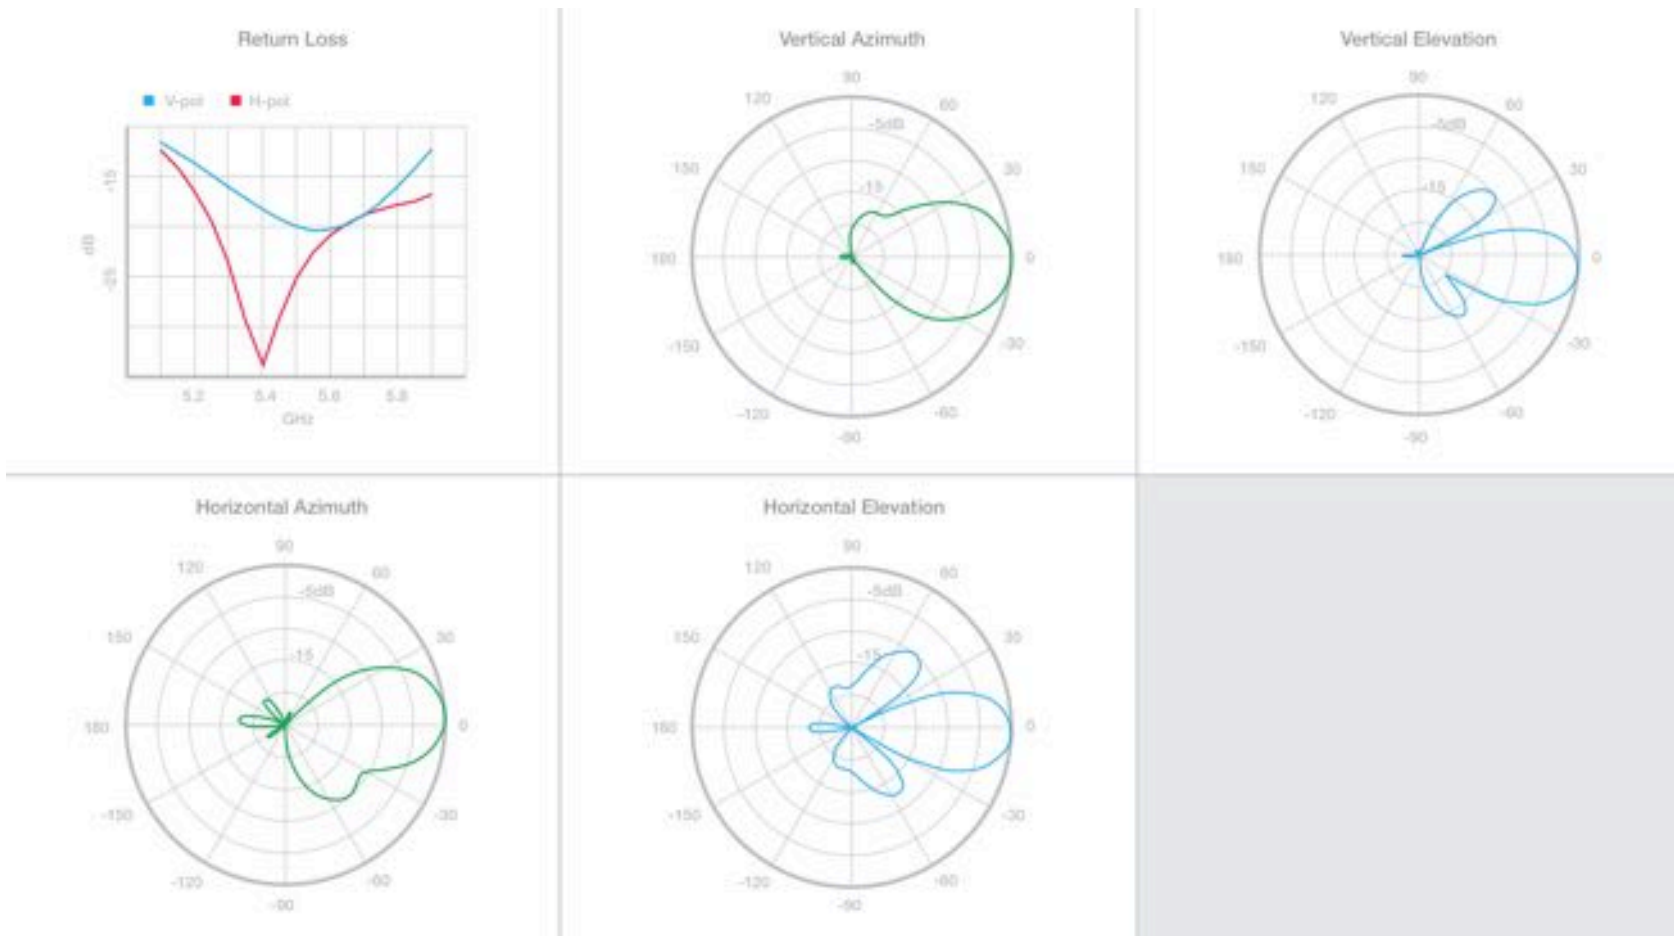 Return Loss
V-pol H-pol
-15
dB
-25
5.2 5.4 5.6 5.8
GHz
Vertical Azimuth
90
120 60
-5dB
150 30
-15
180 0
-150 -30
-120 -60
-90
Vertical Elevation
90
120 60
-5dB
150 30
-15
180 0
-150 -30
-120 -60
-90
Horizontal Azimuth
90
120 60
-5dB
150 30
-15
180 0
-150 -30
-120 -60
-90
Horizontal Elevation
90
120 60
-5dB
150 30
-15
180 0
-150 -30
-120 -60
-90